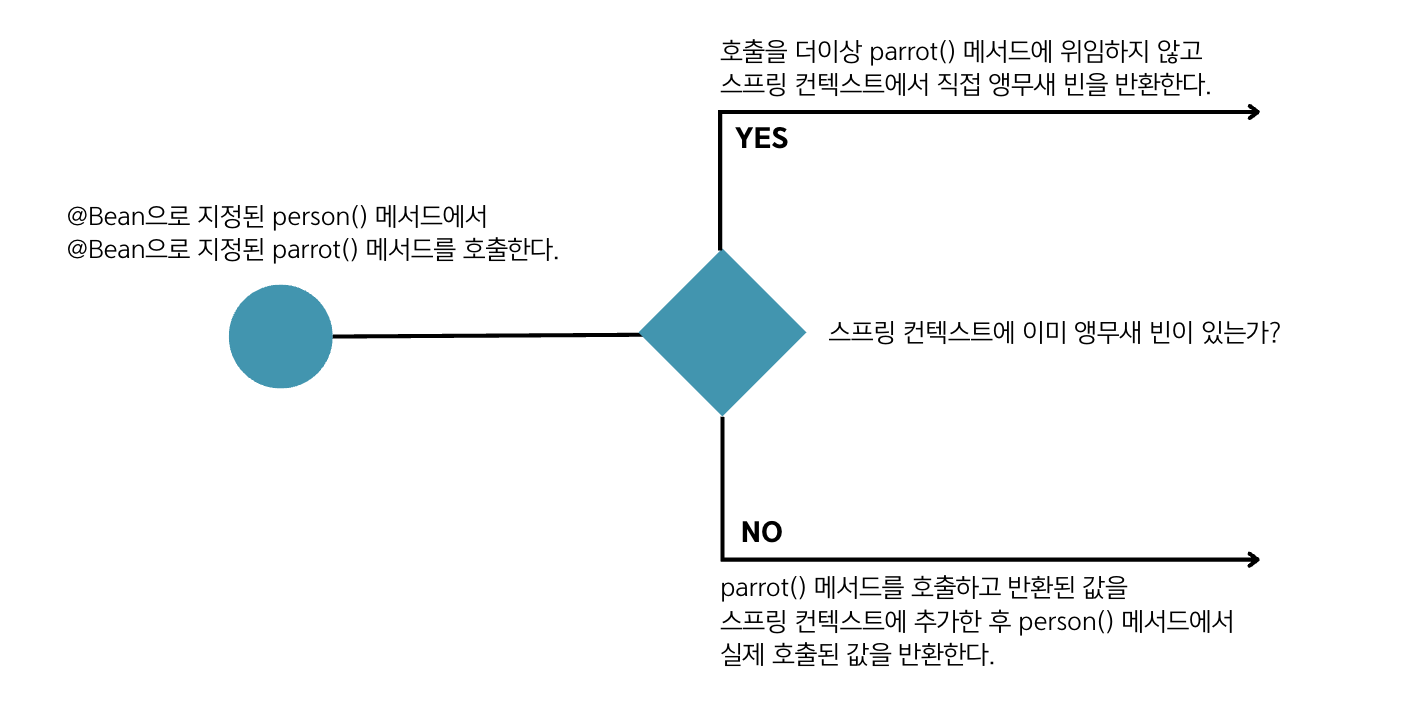 호출을 더이상 parrot() 메서드에 위임하지 않고
스프링 컨텍스트에서 직접 앵무새 빈을 반환한다.
YES
@Bean으로 지정된 person() 메서드에서
@Bean으로 지정된 parrot() 메서드를 호출한다.
스프링 컨텍스트에 이미 앵무새 빈이 있는가?
NO
parrot() 메서드를 호출하고 반환된 값을
스프링 컨텍스트에 추가한 후 person() 메서드에서
실제 호출된 값을 반환한다.